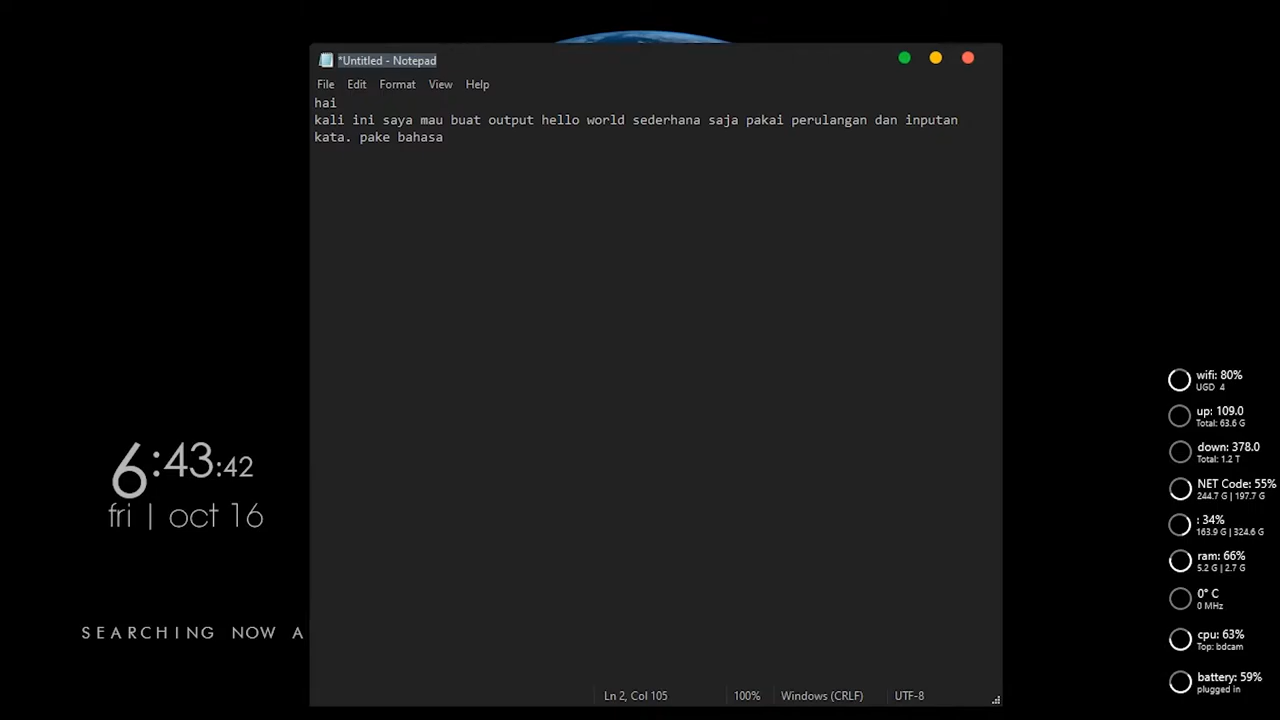 *Untitled - Notepad
File Edit Format View Help
hai
kali ini saya mau buat output hello world sederhana saja pakai perulangan dan inputan
kata. pake bahasa
wifi: 80%
UGD 4
up: 109.0
Total: 63.6 G
down: 378.0
Total: 1.2 T
NET Code: 55%
244.7 G | 197.7 G
: 34%
163.9 G | 324.6 G
ram: 66%
5.2 G | 2.7 G
0° C
0 MHz
cpu: 63%
Top: bdcam
battery: 59%
plugged in
6:43:42
fri | oct 16
SEARCHING NOW A
Ln 2, Col 105 100% Windows (CRLF) UTF-8